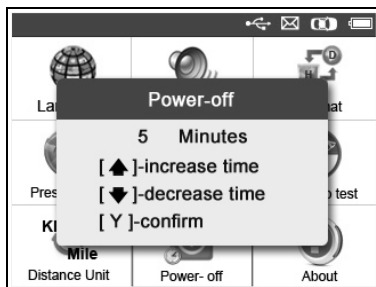 D
H
La
Power-off
at
5 Minutes
[⬆]-increase time
[⬇]-decrease time
[Y]-confirm
Pres
test
Mile
Distance Unit
Power- off
About